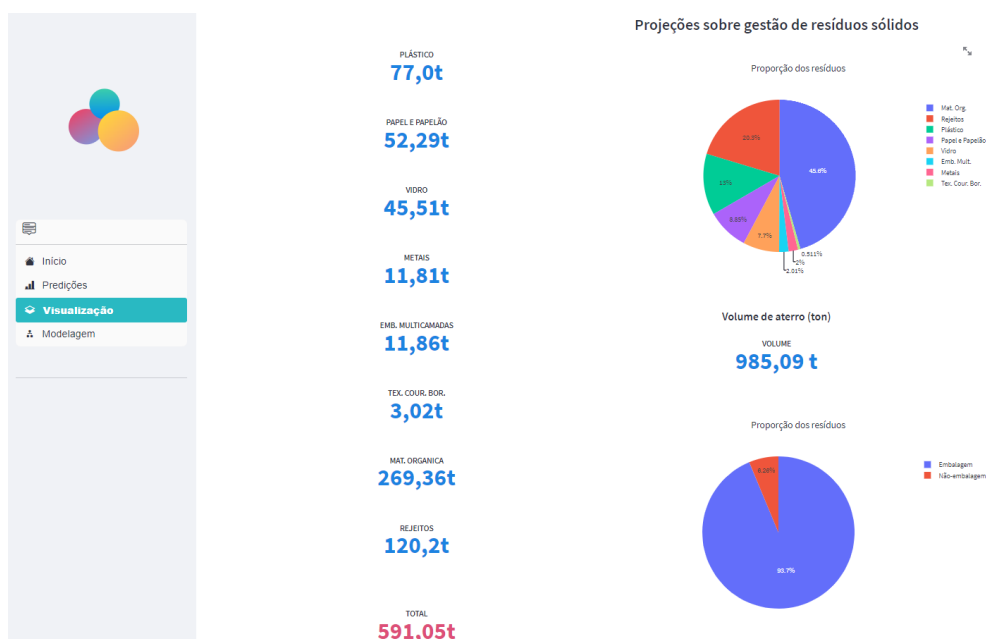 Início
Predições
Visualização
Modelagem
PLÁSTICO
77,0t
PAPEL E PAPELÃO
52,29t
VIDRO
45,51t
METAIS
11,81t
EMB. MULTICAMADAS
11,86t
TEX. COUR. BOR.
3,02t
MAT. ORGANICA
269,36t
REJEITOS
120,2t
TOTAL
591,05t
Projeções sobre gestão de resíduos sólidos
Proporção dos resíduos
45.6%
20.3%
13%
8.85%
7.7%
2.01%
2%
0.511%
Mat. Org.
Rejeitos
Plástico
Papel e Papelão
Vidro
Emb. Mult.
Metais
Tex. Cour. Bor.
Volume de aterro (ton)
VOLUME
985,09 t
Proporção dos resíduos
93.7%
Embalagem
Não-embalagem